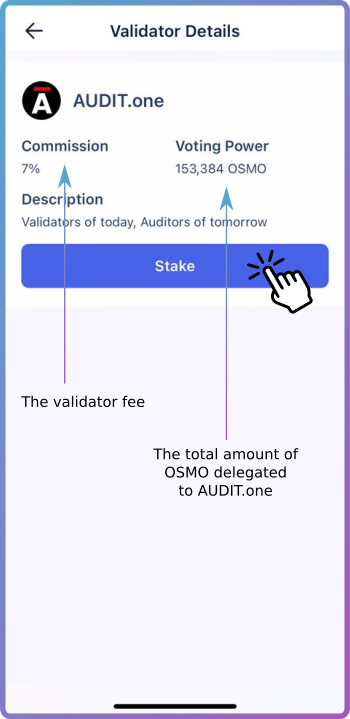 Validator Details
A AUDIT.one
Commission Voting Power
7% 153,384 OSMO
Description
Validators of today, Auditors of tomorrow
Stake
The validator fee
The total amount of
OSMO delegated
to AUDIT.one